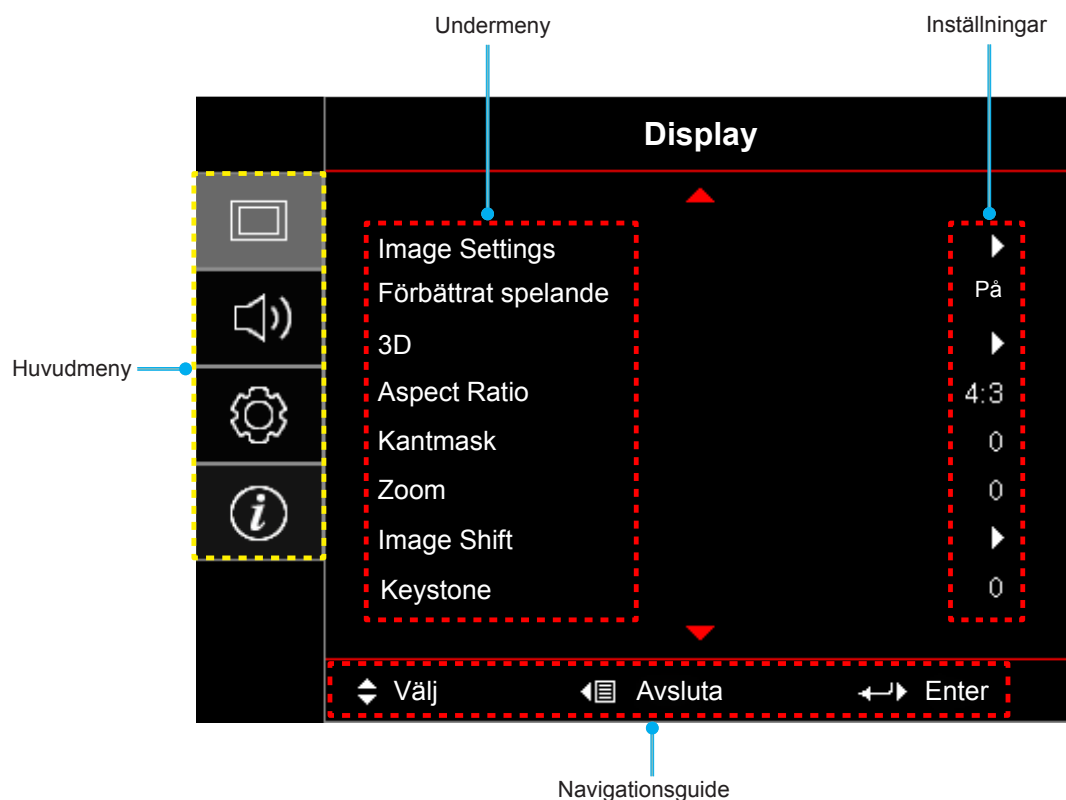 Undermeny
Inställningar
Display
Image Settings
Förbättrat spelande På
3D
Huvudmeny
Aspect Ratio 4:3
Kantmask 0
Zoom 0
Image Shift
Keystone 0
Välj Avsluta Enter
Navigationsguide